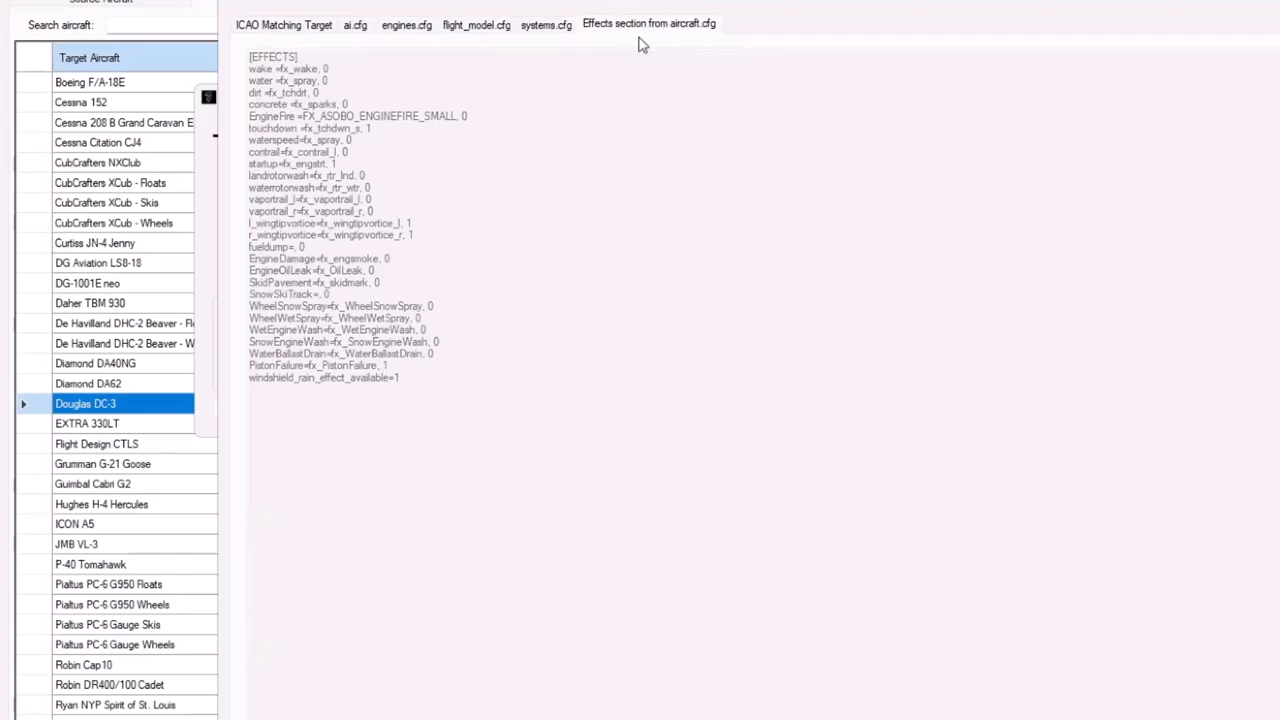 Source Aircraft
Search aircraft:
Target Aircraft
Boeing F/A-18E
Cessna 152
Cessna 208 B Grand Caravan E
Cessna Citation CJ4
CubCrafters NXClub
CubCrafters XCub - Floats
CubCrafters XCub - Skis
CubCrafters XCub - Wheels
Curtiss JN-4 Jenny
DG Aviation LS8-18
DG-1001E neo
Daher TBM 930
De Havilland DHC-2 Beaver - Fl
De Havilland DHC-2 Beaver - W
Diamond DA40NG
Diamond DA62
Douglas DC-3
EXTRA 330LT
Flight Design CTLS
Grumman G-21 Goose
Guimbal Cabri G2
Hughes H-4 Hercules
ICON A5
JMB VL-3
P-40 Tomahawk
Pialtus PC-6 G950 Floats
Pialtus PC-6 G950 Wheels
Pialtus PC-6 Gauge Skis
Pialtus PC-6 Gauge Wheels
Robin Cap10
Robin DR400/100 Cadet
Ryan NYP Spirit of St. Louis
ICAO Matching Target
ai.cfg
engines.cfg
flight_model.cfg
systems.cfg
Effects section from aircraft.cfg
[EFFECTS]
wake =fx_wake, 0
water =fx_spray, 0
dirt =fx_tchdrt, 0
concrete =fx_sparks, 0
EngineFire =FX_ASOBO_ENGINEFIRE_SMALL, 0
touchdown =fx_tchdwn_s, 1
waterspeed=fx_spray, 0
contrail=fx_contrail_l, 0
startup=fx_engstrt, 1
landrotorwash=fx_rtr_lnd, 0
waterrotorwash=fx_rtr_wtr, 0
vaportrail_l=fx_vaportrail_l, 0
vaportrail_r=fx_vaportrail_r, 0
l_wingtipvortice=fx_wingtipvortice_l, 1
r_wingtipvortice=fx_wingtipvortice_r, 1
fueldump=, 0
EngineDamage=fx_engsmoke, 0
EngineOilLeak=fx_OilLeak, 0
SkidPavement=fx_skidmark, 0
SnowSkiTrack=, 0
WheelSnowSpray=fx_WheelSnowSpray, 0
WheelWetSpray=fx_WheelWetSpray, 0
WetEngineWash=fx_WetEngineWash, 0
SnowEngineWash=fx_SnowEngineWash, 0
WaterBallastDrain=fx_WaterBallastDrain, 0
PistonFailure=fx_PistonFailure, 1
windshield_rain_effect_available=1